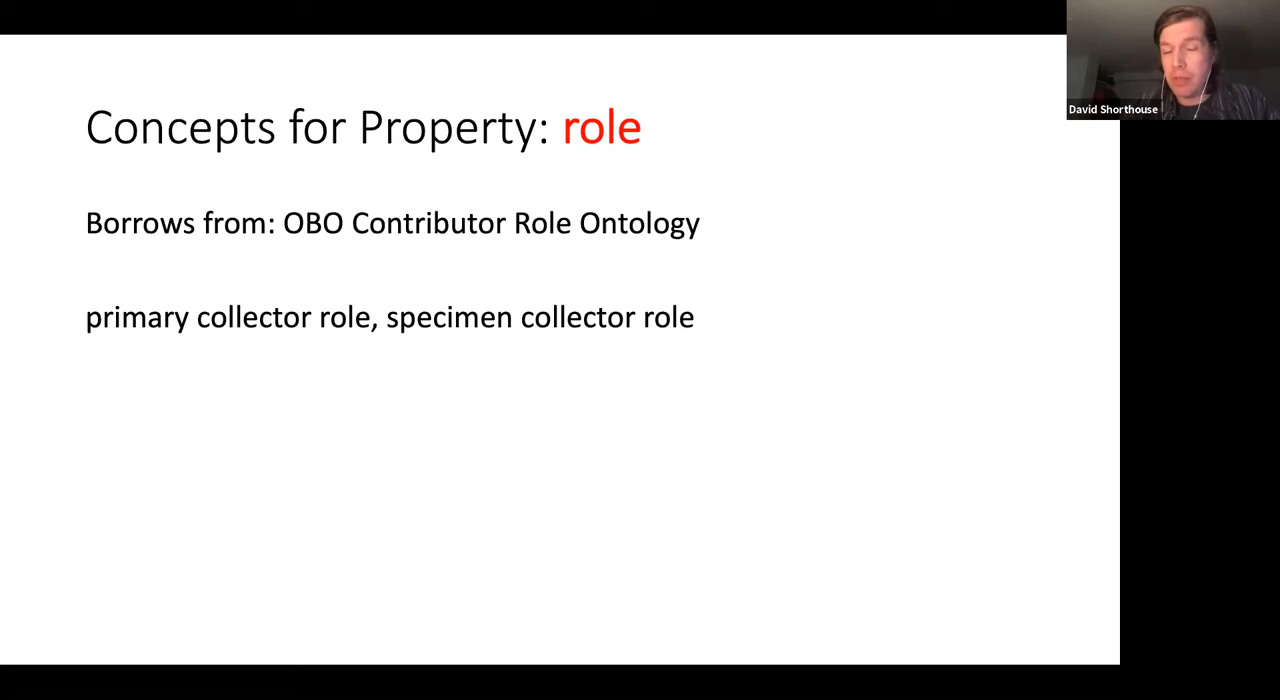 Concepts for Property: role
Borrows from: OBO Contributor Role Ontology
primary collector role, specimen collector role
David Shorthouse